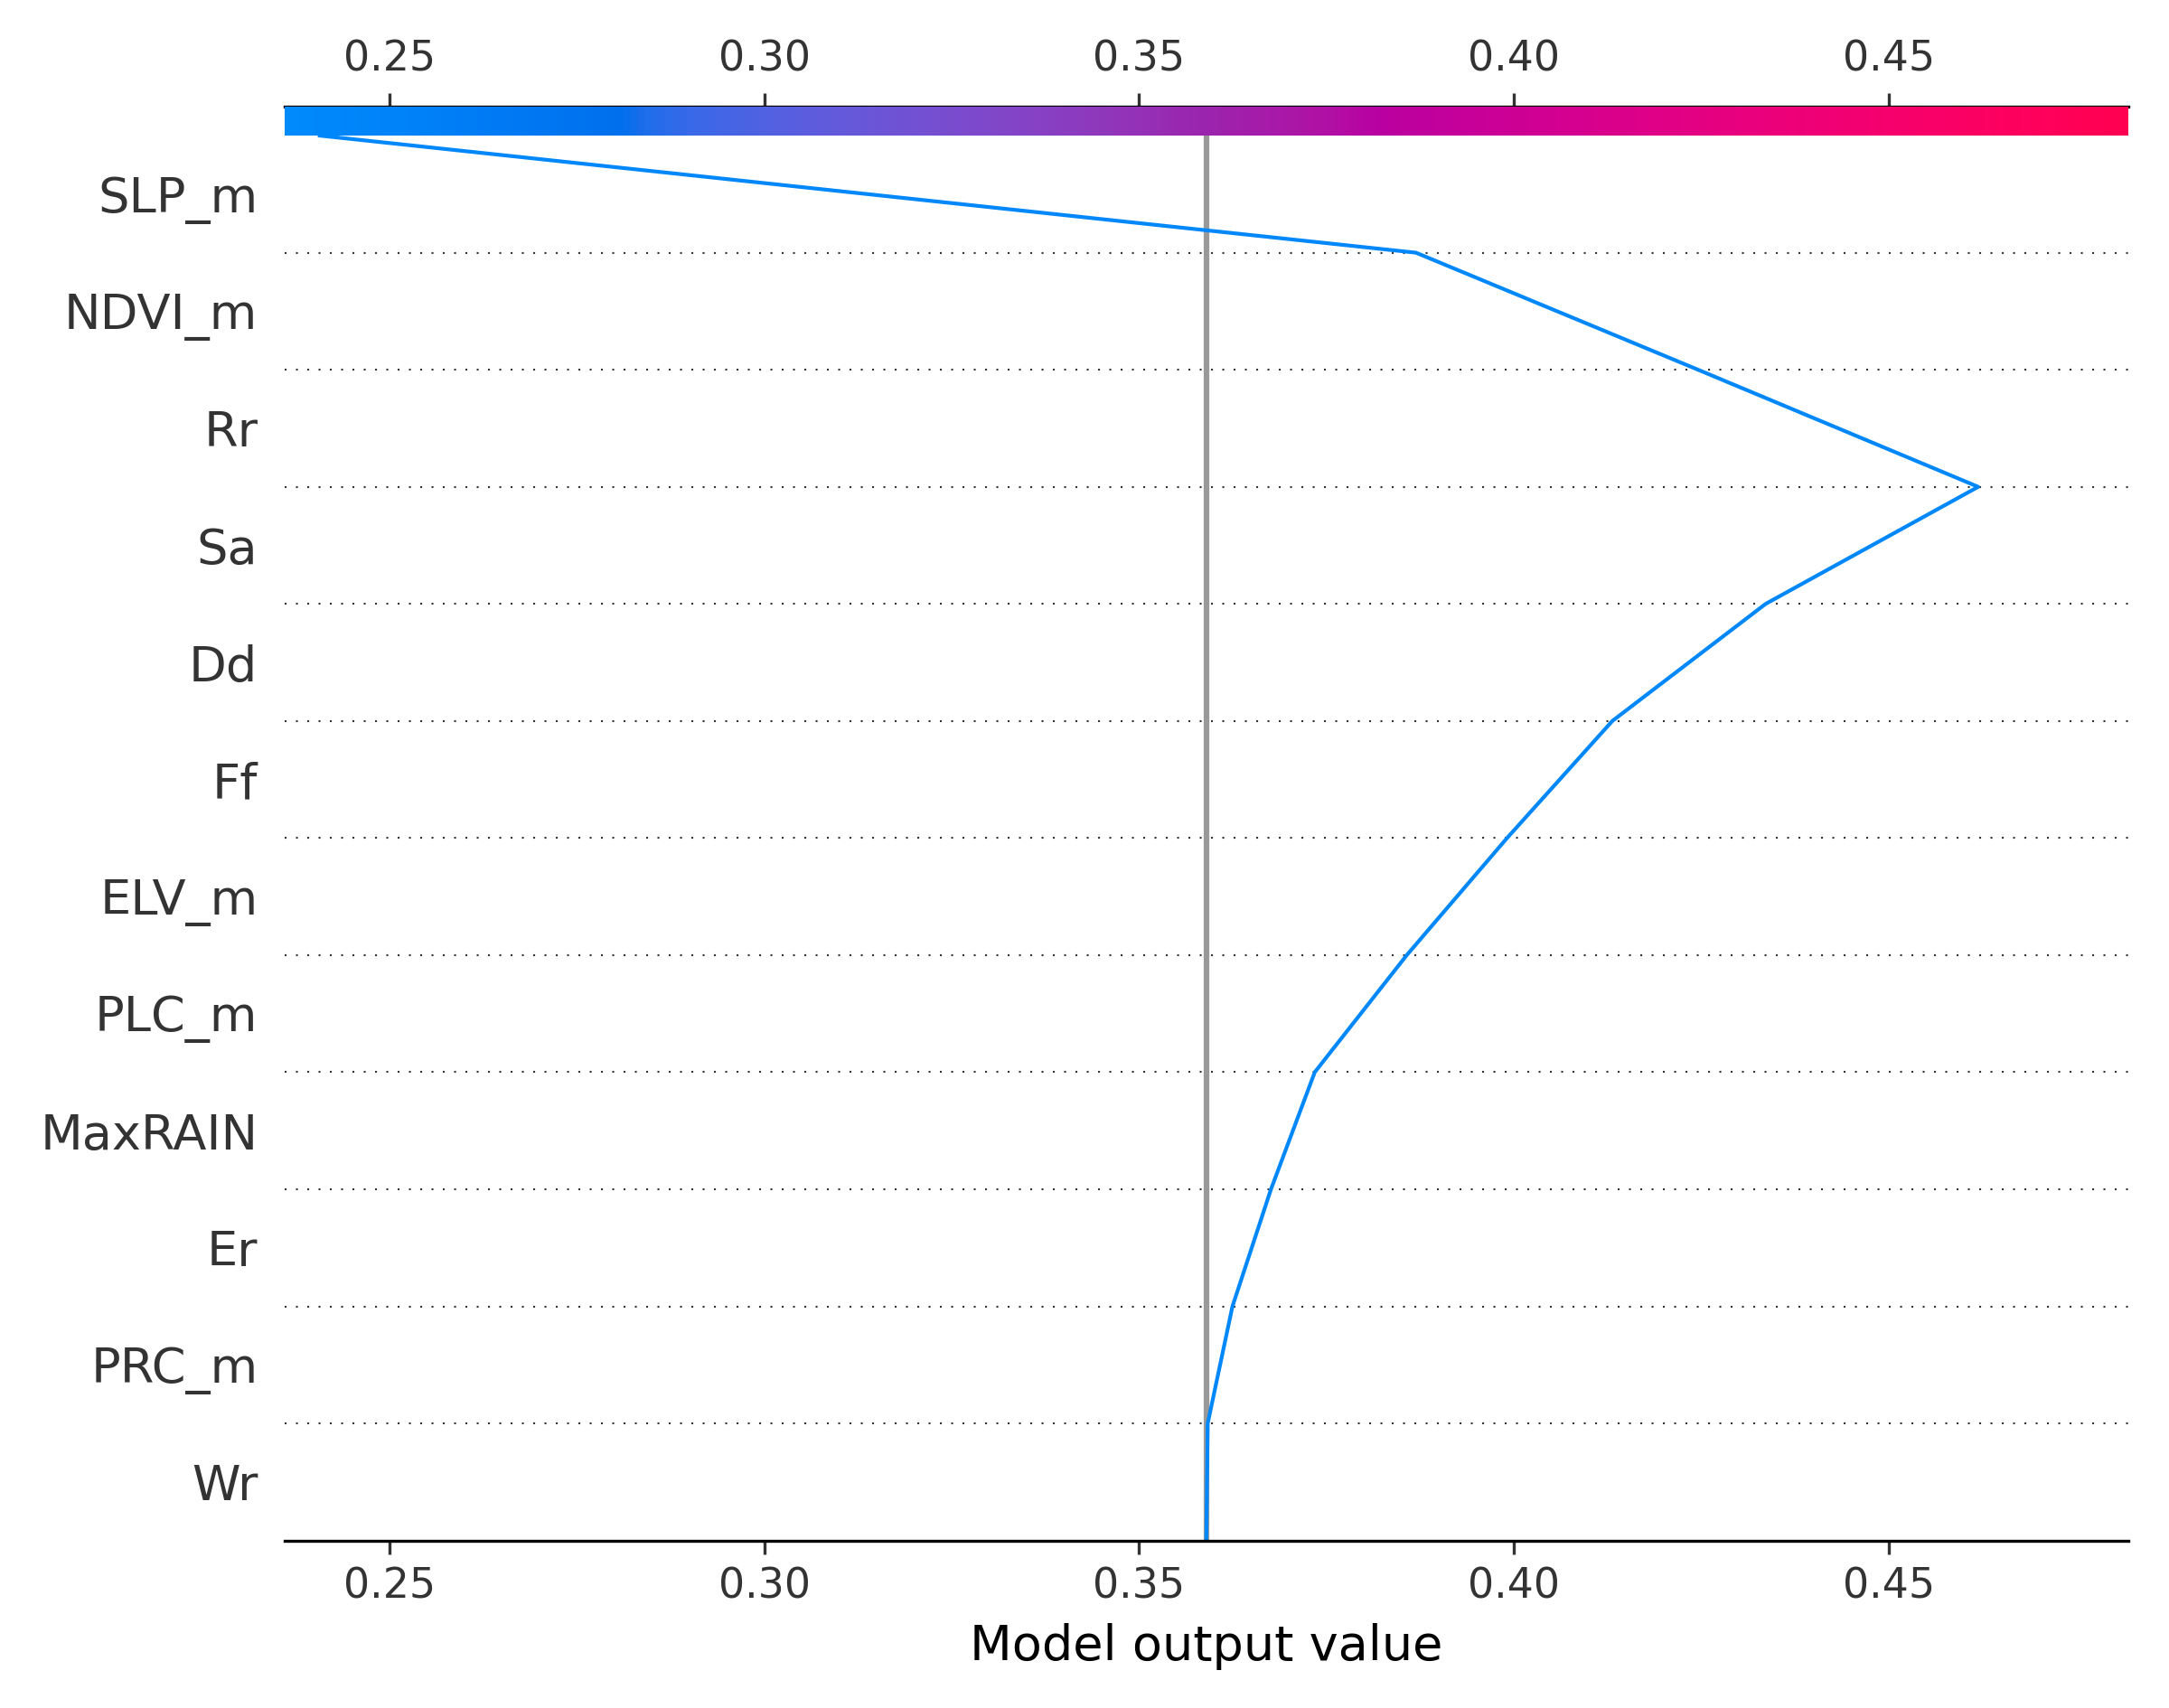 0.25 0.30 0.35 0.40 0.45
SLP_m
NDVI_m
Rr
Sa
Dd
Ff
ELV_m
PLC_m
MaxRAIN
Er
PRC_m
Wr
0.25 0.30 0.35 0.40 0.45
Model output value